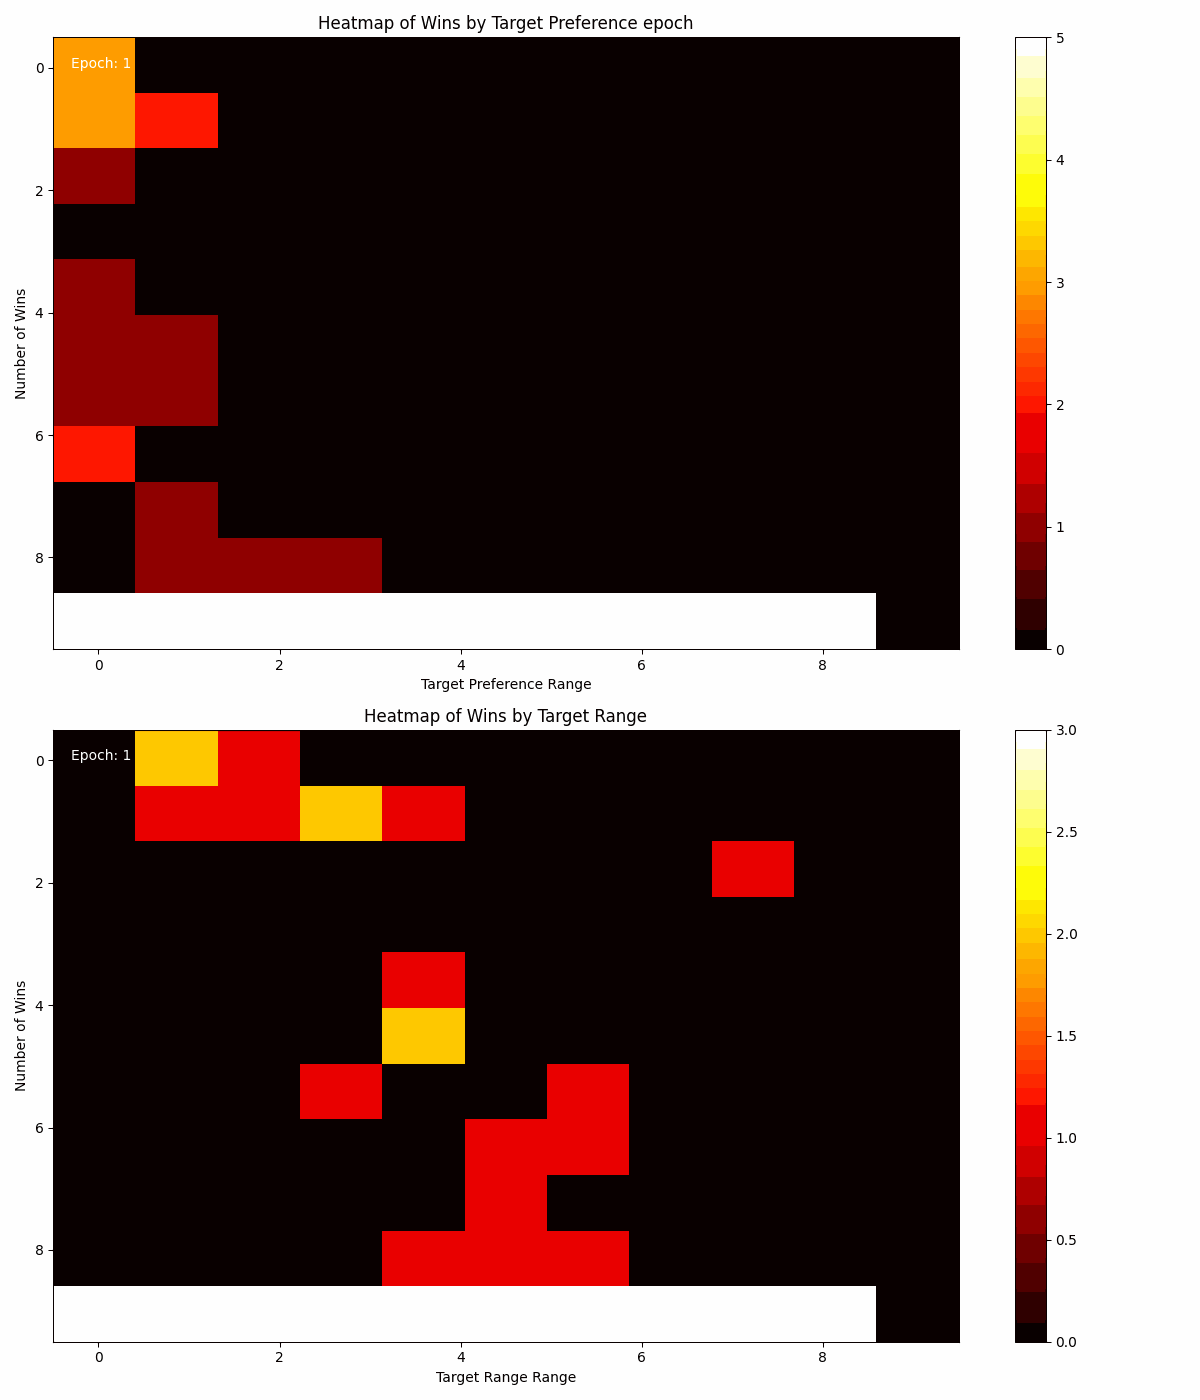 Heatmap of Wins by Target Preference epoch
Epoch: 1
0
2
4
6
8
Number of Wins
0 2 4 6 8
Target Preference Range
5
4
3
2
1
0
Heatmap of Wins by Target Range
Epoch: 1
0
2
4
6
8
Number of Wins
0 2 4 6 8
Target Range Range
3.0
2.5
2.0
1.5
1.0
0.5
0.0